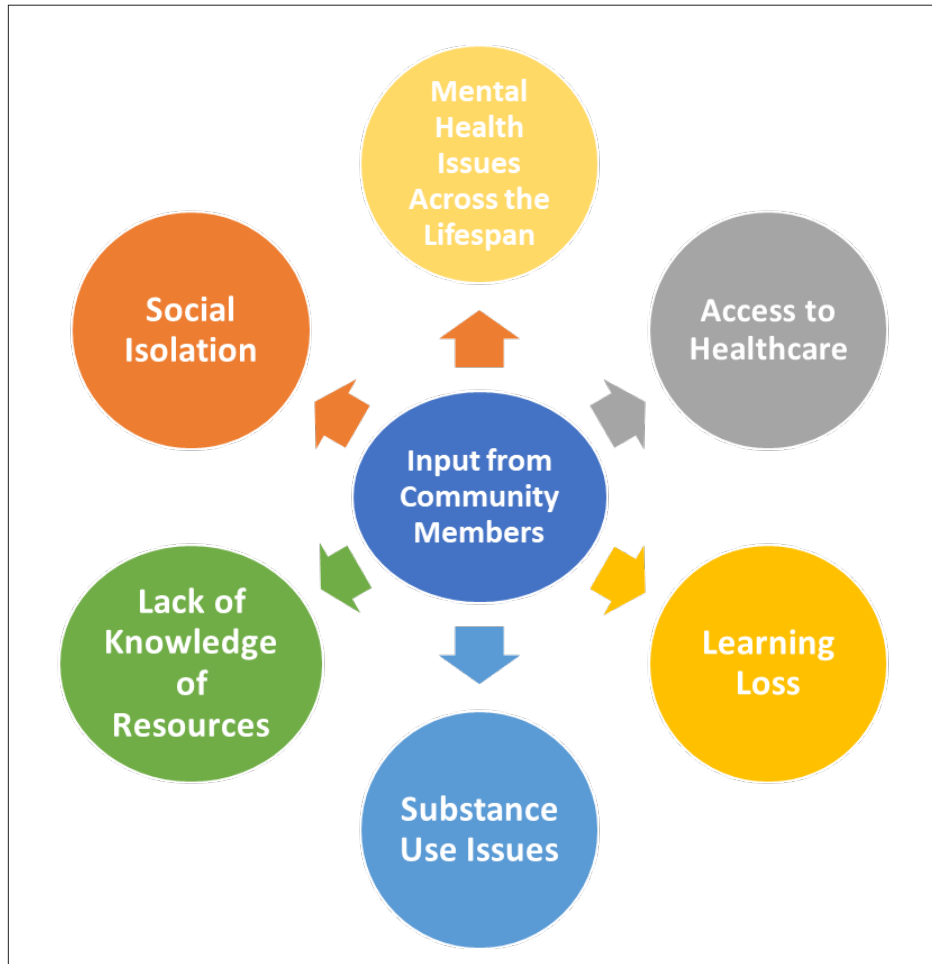 Mental
Health
Issues
Across the
Lifespan
Access to
Healthcare
Learning
Loss
Substance
Use Issues
Lack of
Knowledge
of
Resources
Social
Isolation
Input from
Community
Members